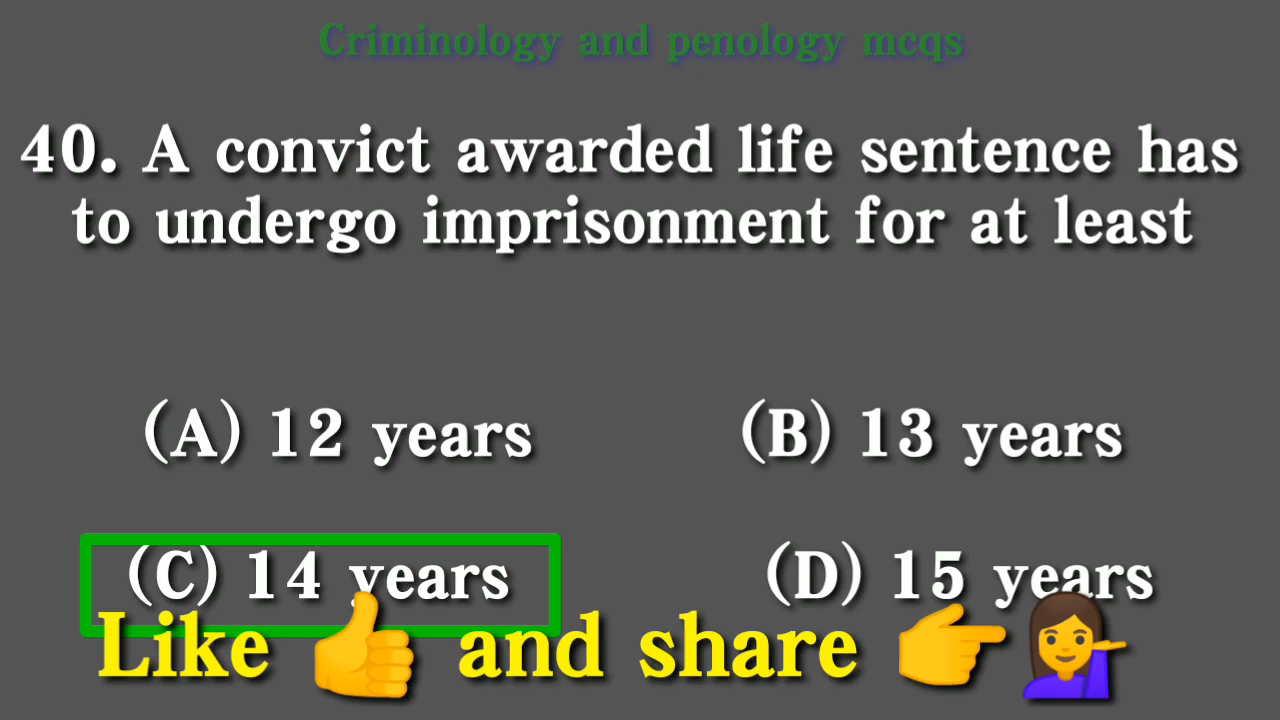 Criminology and penology mcqs
40. A convict awarded life sentence has
to undergo imprisonment for at least
(A) 12 years (B) 13 years
(C) 14 years (D) 15 years
Like 👍 and share 👉💁‍♀️